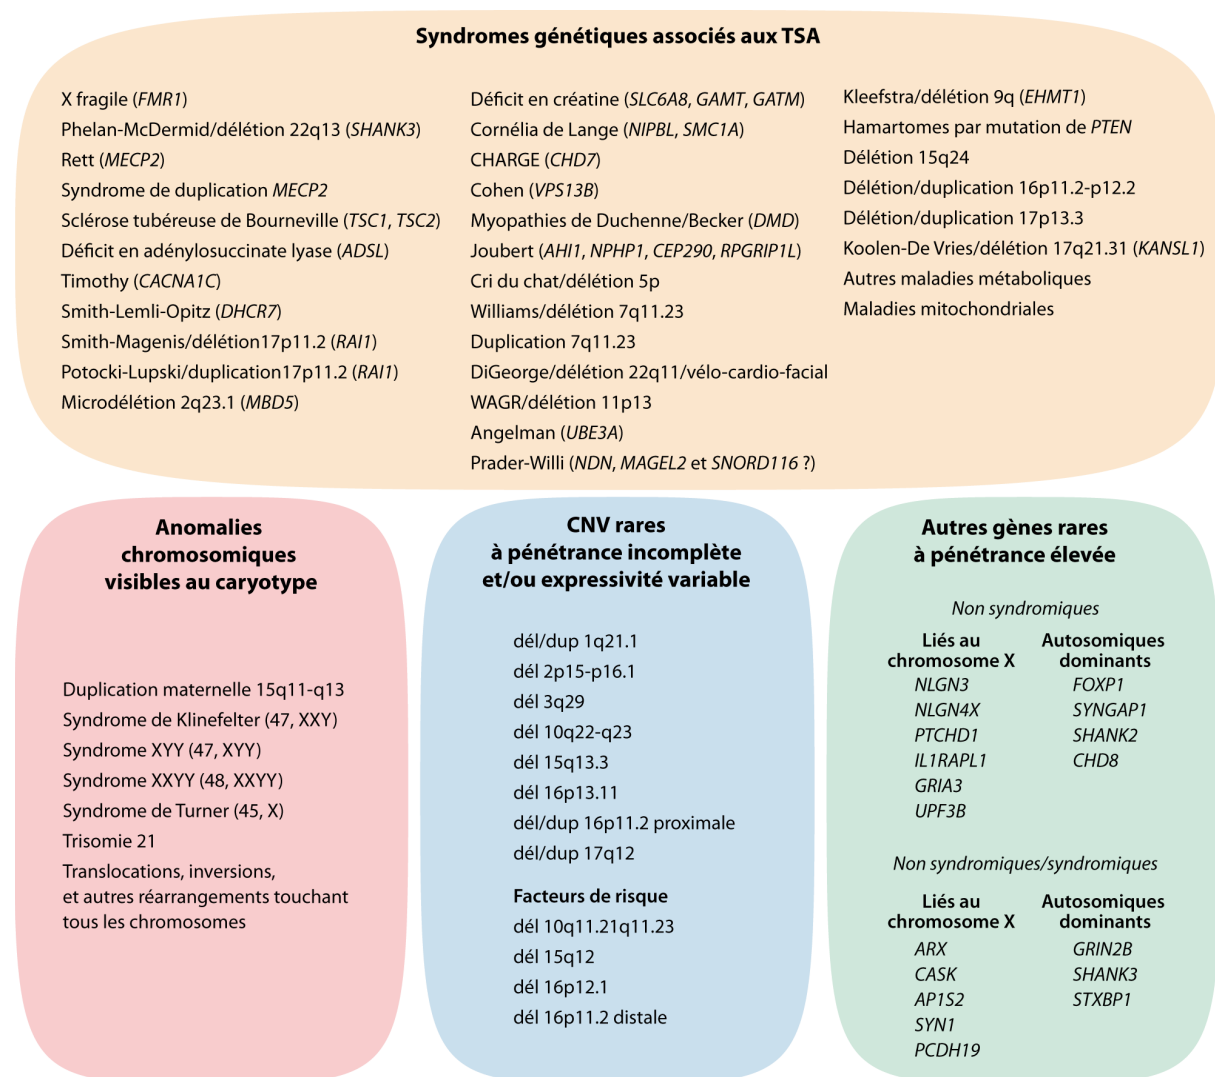 Syndromes génétiques associés aux TSA
X fragile (FMR1)
Phelan-McDermid/délétion 22q13 (SHANK3)
Rett (MECP2)
Syndrome de duplication MECP2
Sclérose tubéreuse de Bourneville (TSC1, TSC2)
Déficit en adénylosuccinate lyase (ADSL)
Timothy (CACNA1C)
Smith-Lemli-Opitz (DHCR7)
Smith-Magenis/délétion17p11.2 (RAI1)
Potocki-Lupski/duplication17p11.2 (RAI1)
Microdélétion 2q23.1 (MBD5)
Déficit en créatine (SLC6A8, GAMT, GATM)
Cornélia de Lange (NIPBL, SMC1A)
CHARGE (CHD7)
Cohen (VPS13B)
Myopathies de Duchenne/Becker (DMD)
Joubert (AHI1, NPHP1, CEP290, RPGRIP1L)
Cri du chat/délétion 5p
Williams/délétion 7q11.23
Duplication 7q11.23
DiGeorge/délétion 22q11/vélo-cardio-facial
WAGR/délétion 11p13
Angelman (UBE3A)
Prader-Willi (NDN, MAGEL2 et SNORD116 ?)
Kleefstra/délétion 9q (EHMT1)
Hamartomes par mutation de PTEN
Délétion 15q24
Délétion/duplication 16p11.2-p12.2
Délétion/duplication 17p13.3
Koolen-De Vries/délétion 17q21.31 (KANSL1)
Autres maladies métaboliques
Maladies mitochondriales
Anomalies
chromosomiques
visibles au caryotype
Duplication maternelle 15q11-q13
Syndrome de Klinefelter (47, XXY)
Syndrome XYY (47, XYY)
Syndrome XXYY (48, XXYY)
Syndrome de Turner (45, X)
Trisomie 21
Translocations, inversions,
et autres réarrangements touchant
tous les chromosomes
CNV rares
à pénétrance incomplète
et/ou expressivité variable
dél/dup 1q21.1
dél 2p15-p16.1
dél 3q29
dél 10q22-q23
dél 15q13.3
dél 16p13.11
dél/dup 16p11.2 proximale
dél/dup 17q12
Facteurs de risque
dél 10q11.21q11.23
dél 15q12
dél 16p12.1
dél 16p11.2 distale
Autres gènes rares
à pénétrance élevée
Non syndromiques
Liés au
chromosome X
NLGN3
NLGN4X
PTCHD1
IL1RAPL1
GRIA3
UPF3B
Autosomiques
dominants
FOXP1
SYNGAP1
SHANK2
CHD8
Non syndromiques/syndromiques
Liés au
chromosome X
ARX
CASK
AP1S2
SYN1
PCDH19
Autosomiques
dominants
GRIN2B
SHANK3
STXBP1